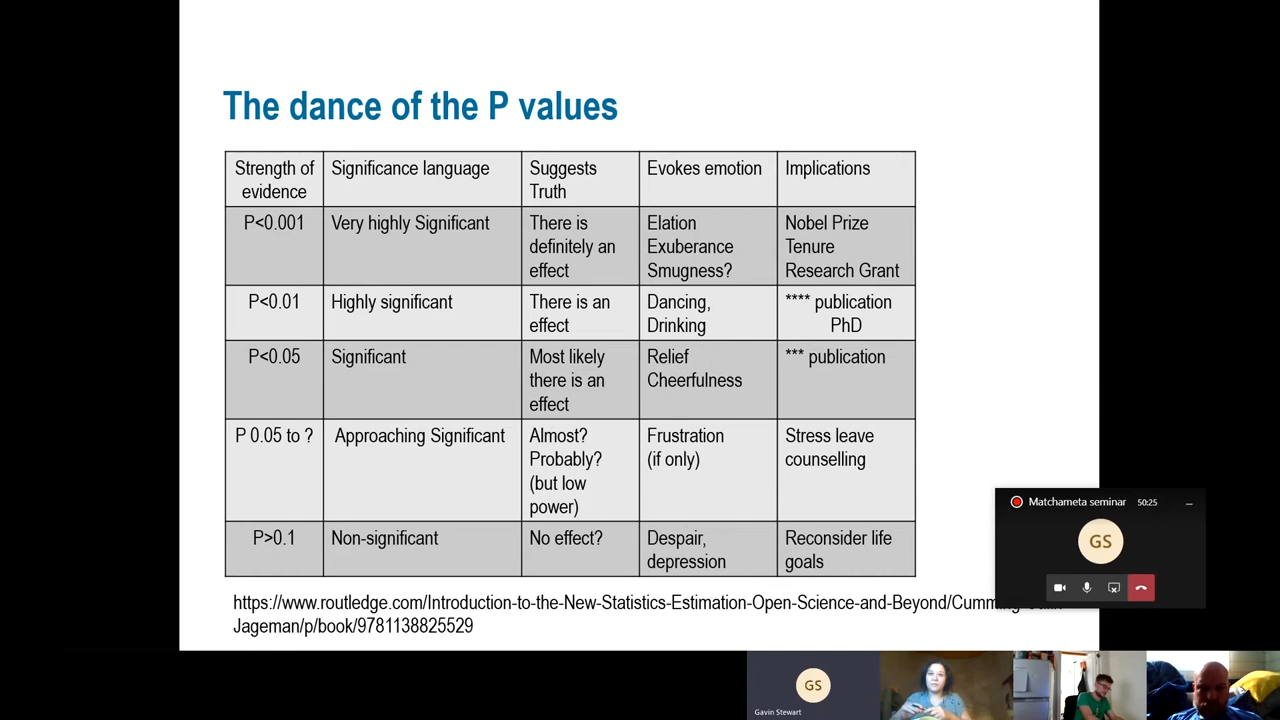 The dance of the P values
Strength of
evidence
Significance language
Suggests
Truth
Evokes emotion
Implications
P<0.001
Very highly Significant
There is
definitely an
effect
Elation
Exuberance
Smugness?
Nobel Prize
Tenure
Research Grant
P<0.01
Highly significant
There is an
effect
Dancing,
Drinking
**** publication
PhD
P<0.05
Significant
Most likely
there is an
effect
Relief
Cheerfulness
*** publication
P 0.05 to ?
Approaching Significant
Almost?
Probably?
(but low
power)
Frustration
(if only)
Stress leave
counselling
P>0.1
Non-significant
No effect?
Despair,
depression
Reconsider life
goals
https://www.routledge.com/Introduction-to-the-New-Statistics-Estimation-Open-Science-and-Beyond/Cumming-
Jageman/p/book/9781138825529
Matchameta seminar 50:25
GS
GS
Gavin Stewart